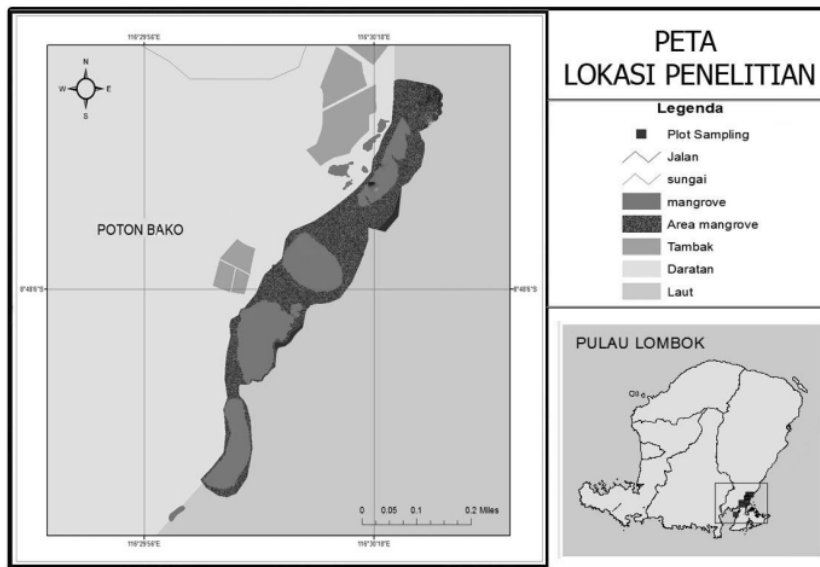 PETA
LOKASI PENELITIAN
Legenda
Plot Sampling
Jalan
sungai
mangrove
Area mangrove
Tambak
Daratan
Laut
116°29'56"E
116°30'18"E
N
W
E
S
POTON BAKO
8°48'6"S
8°48'6"S
0 0.05 0.1 0.2 Miles
116°29'56"E
116°30'18"E
PULAU LOMBOK